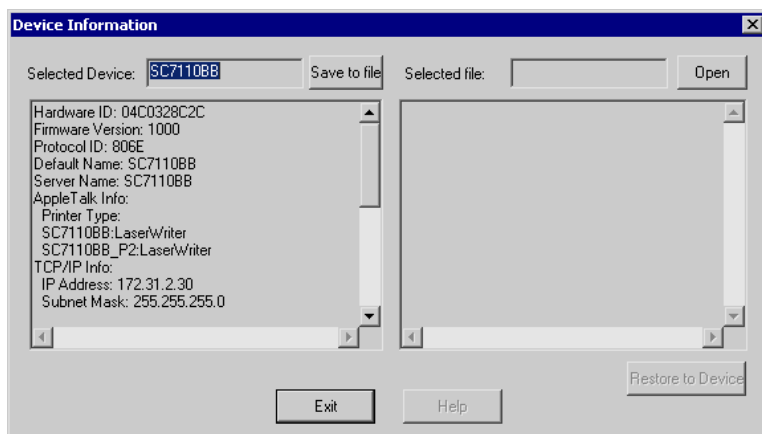 Device Information
Selected Device: SC7110BB Save to file Selected file: Open
Hardware ID: 04C0328C2C
Firmware Version: 1000
Protocol ID: 806E
Default Name: SC7110BB
Server Name: SC7110BB
AppleTalk Info:
Printer Type:
SC7110BB:LaserWriter
SC7110BB_P2:LaserWriter
TCP/IP Info:
IP Address: 172.31.2.30
Subnet Mask: 255.255.255.0
Restore to Device
Exit Help